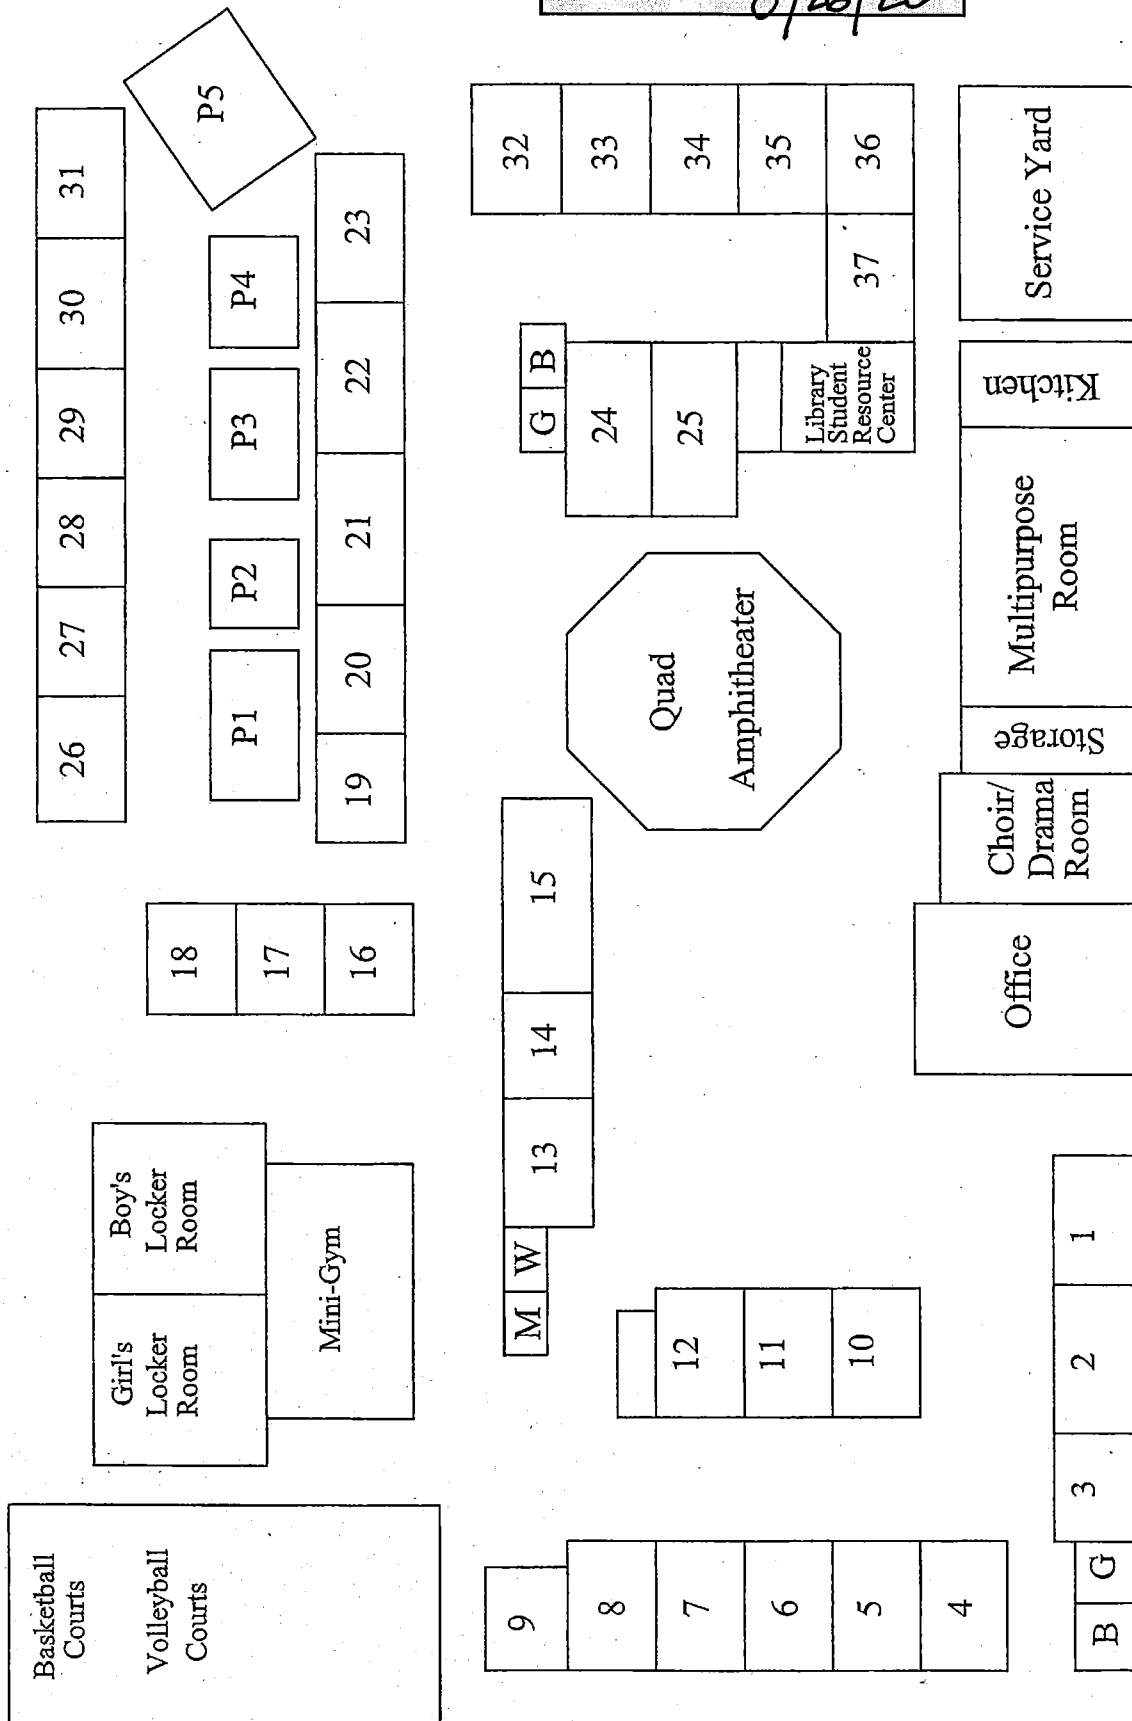 Basketball
Courts
Volleyball
Courts
Girl's
Locker
Room
Boy's
Locker
Room
Mini-Gym
18
17
16
26
27
28
29
30
31
P1
P2
P3
P4
P5
19
20
21
22
23
9
8
7
6
5
4
M
W
13
14
15
12
11
10
Quad
Amphitheater
G
B
24
25
Library
Student
Resource
Center
32
33
34
35
36
37
B
G
3
2
1
Office
Choir/
Drama
Room
Storage
Multipurpose
Room
Kitchen
Service Yard